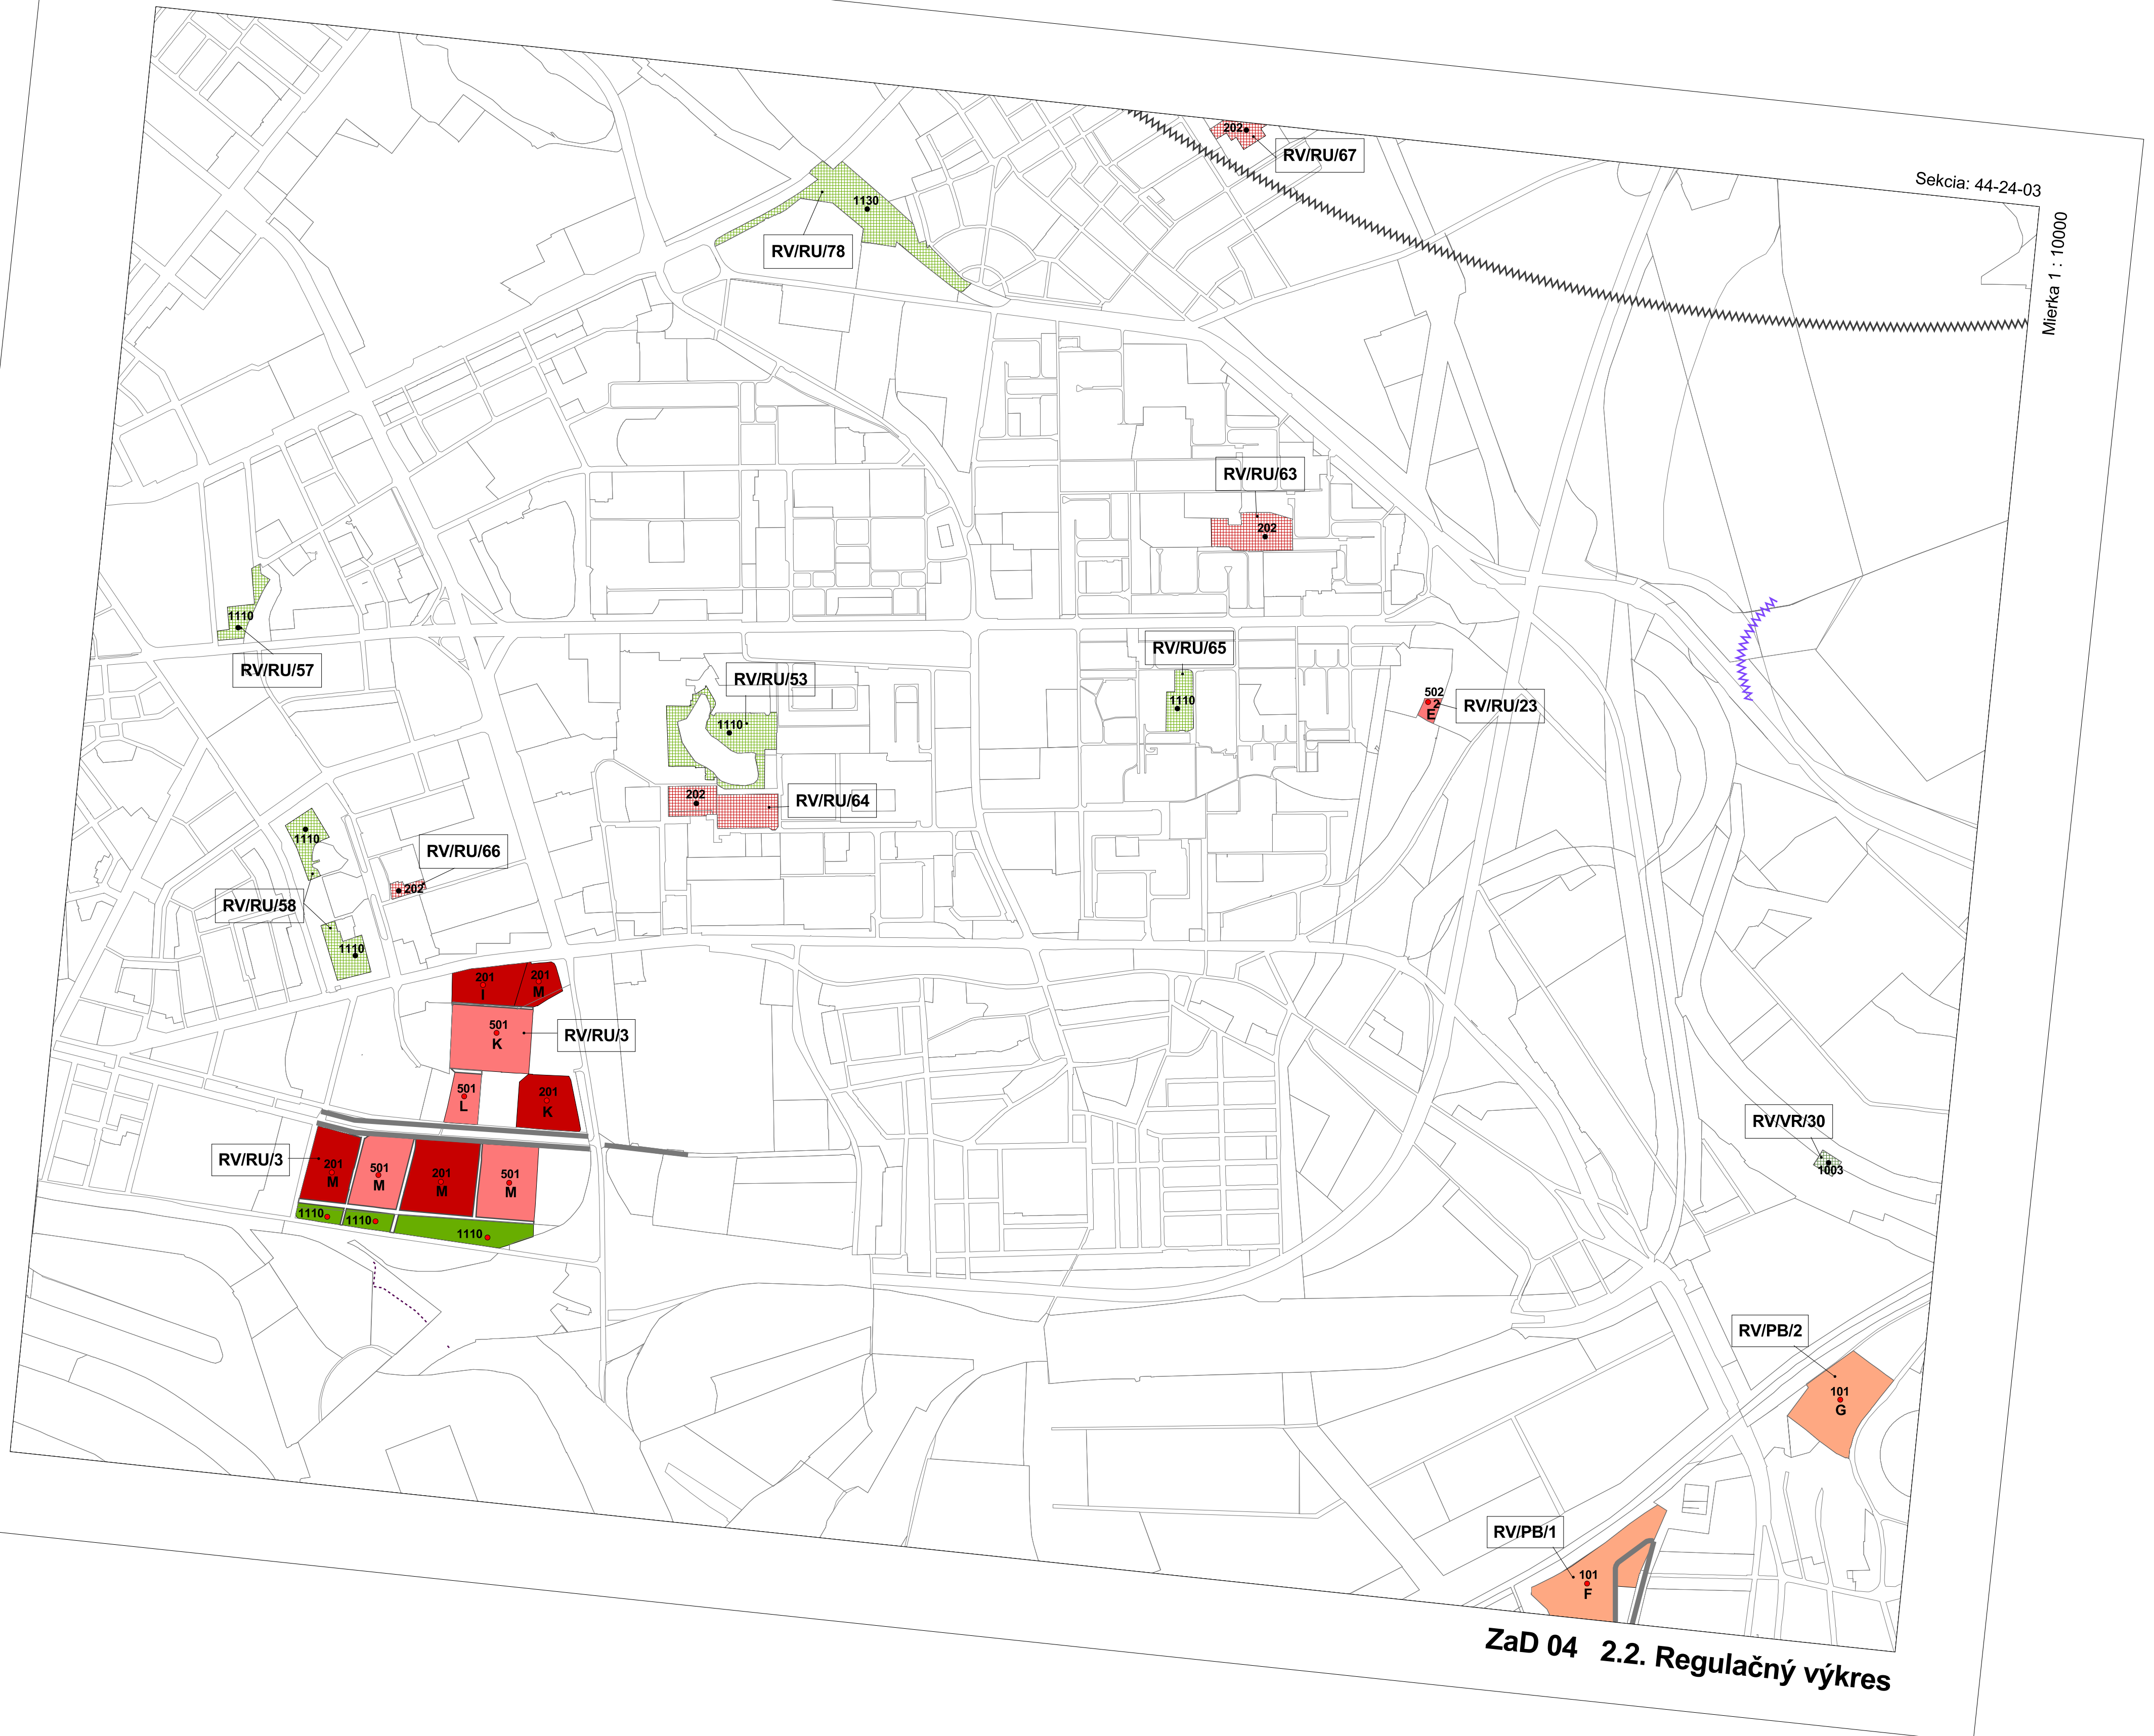 202
RV/RU/67
Sekcia: 44-24-03
Mierka 1 : 10000
1130
RV/RU/78
RV/RU/63
202
1110
RV/RU/57
RV/RU/53
1110
RV/RU/65
1110
502
2
E
RV/RU/23
202
RV/RU/64
1110
RV/RU/66
202
RV/RU/58
1110
201
I
201
M
501
K
RV/RU/3
501
L
201
K
RV/RU/3
201
M
501
M
201
M
501
M
1110
1110
1110
RV/VR/30
1003
RV/PB/2
101
G
RV/PB/1
101
F
ZaD 04 2.2. Regulačný výkres